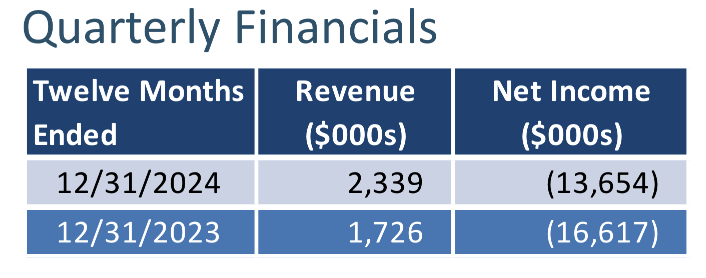 Quarterly Financials
Twelve Months Ended Revenue ($000s) Net Income ($000s)
12/31/2024 2,339 (13,654)
12/31/2023 1,726 (16,617)